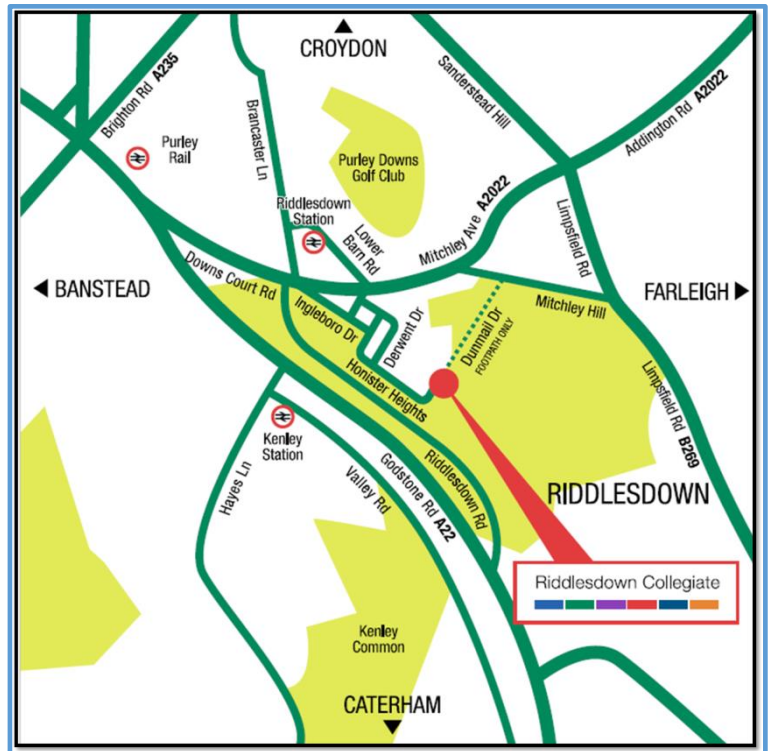 CROYDON
Brighton Rd A235
Brancaster Ln
Sanderstead Hill
Addington Rd A2022
Purley
Rail
Purley Downs
Golf Club
Riddlesdown
Station
Lower
Barn Rd
Mitchley Ave A2022
Limpsfield Rd
BANSTEAD
Downs Court Rd
Ingleboro Dr
Derwent Dr
Dunmail Dr
FOOTPATH ONLY
Mitchley Hill
FARLEIGH
Honister Heights
Limpsfield Rd B269
Kenley
Station
Hayes Ln
Valley Rd
Godstone Rd A22
Riddlesdown Rd
RIDDLESDOWN
Riddlesdown Collegiate
Kenley
Common
CATERHAM